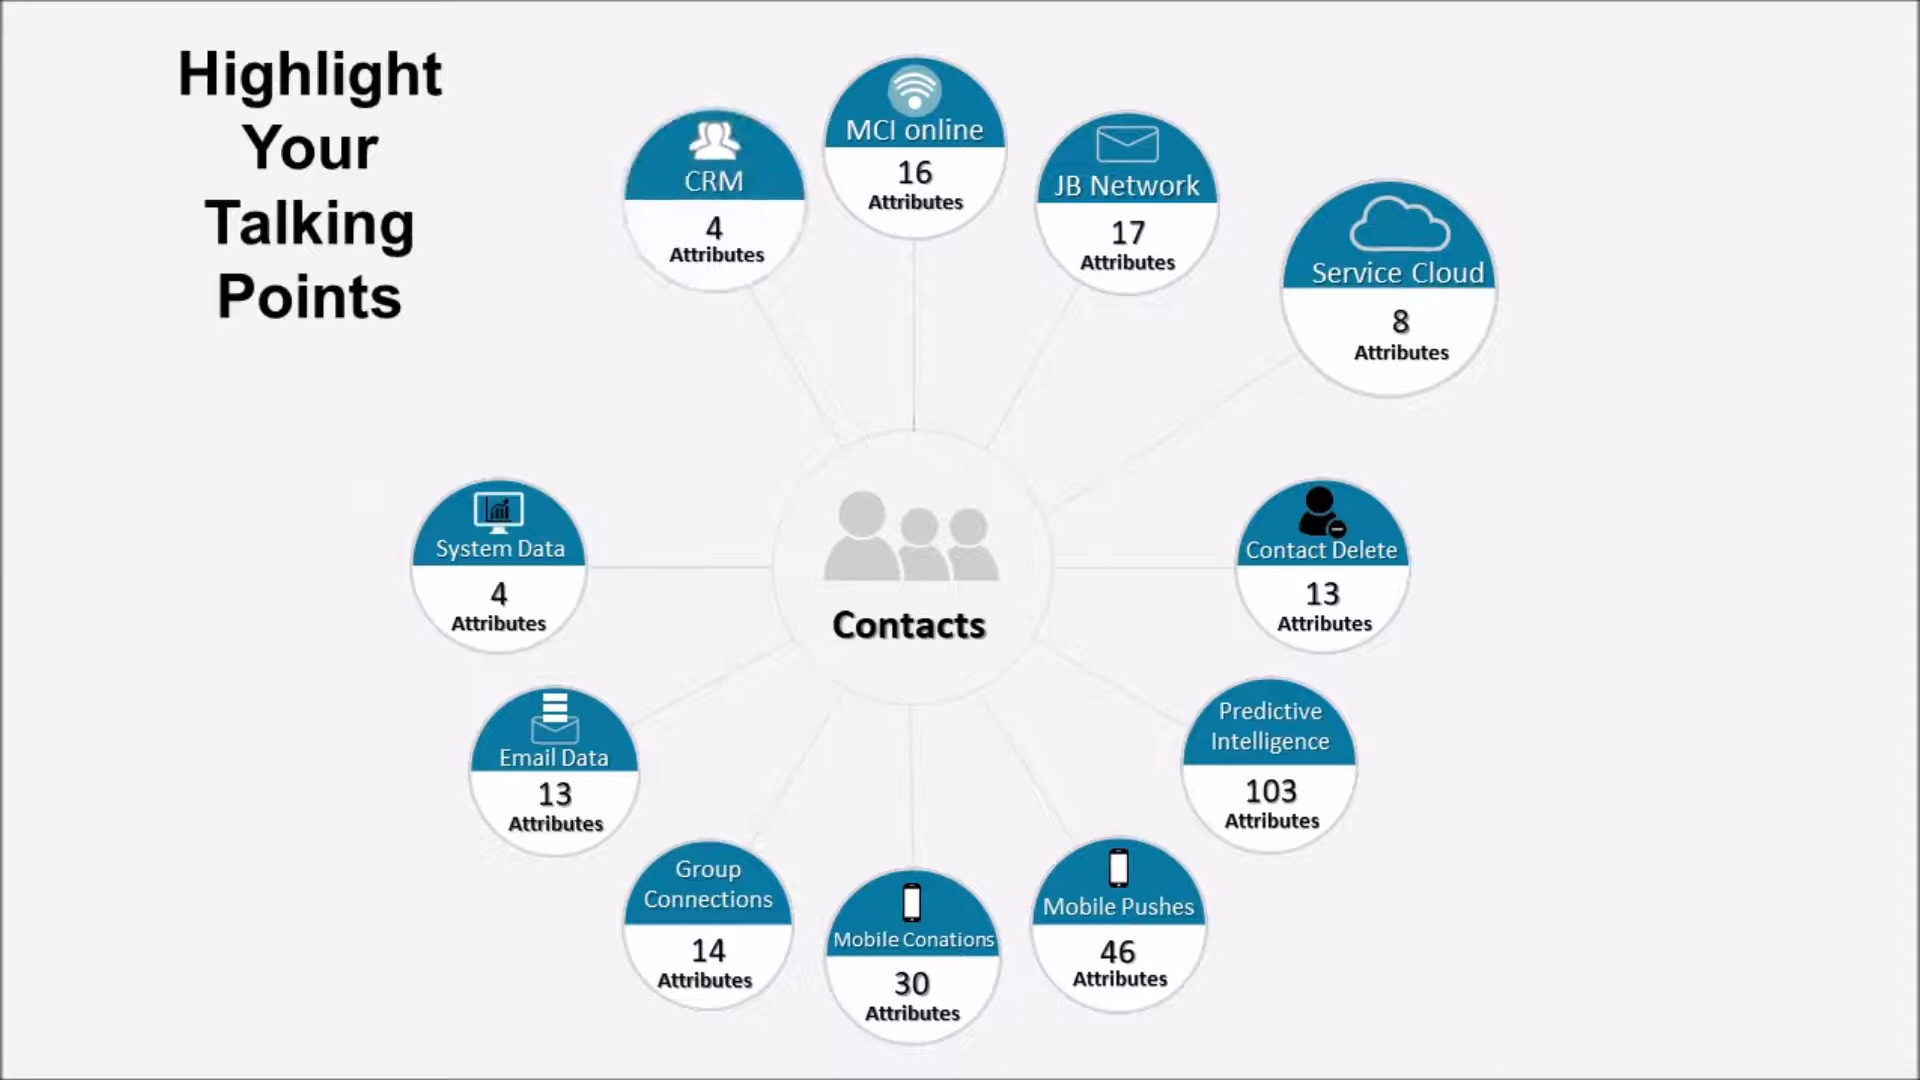 Highlight
Your
Talking
Points
CRM
4
Attributes
MCI online
16
Attributes
JB Network
17
Attributes
Service Cloud
8
Attributes
System Data
4
Attributes
Contacts
Contact Delete
13
Attributes
Email Data
13
Attributes
Predictive
Intelligence
103
Attributes
Group
Connections
14
Attributes
Mobile Conations
30
Attributes
Mobile Pushes
46
Attributes